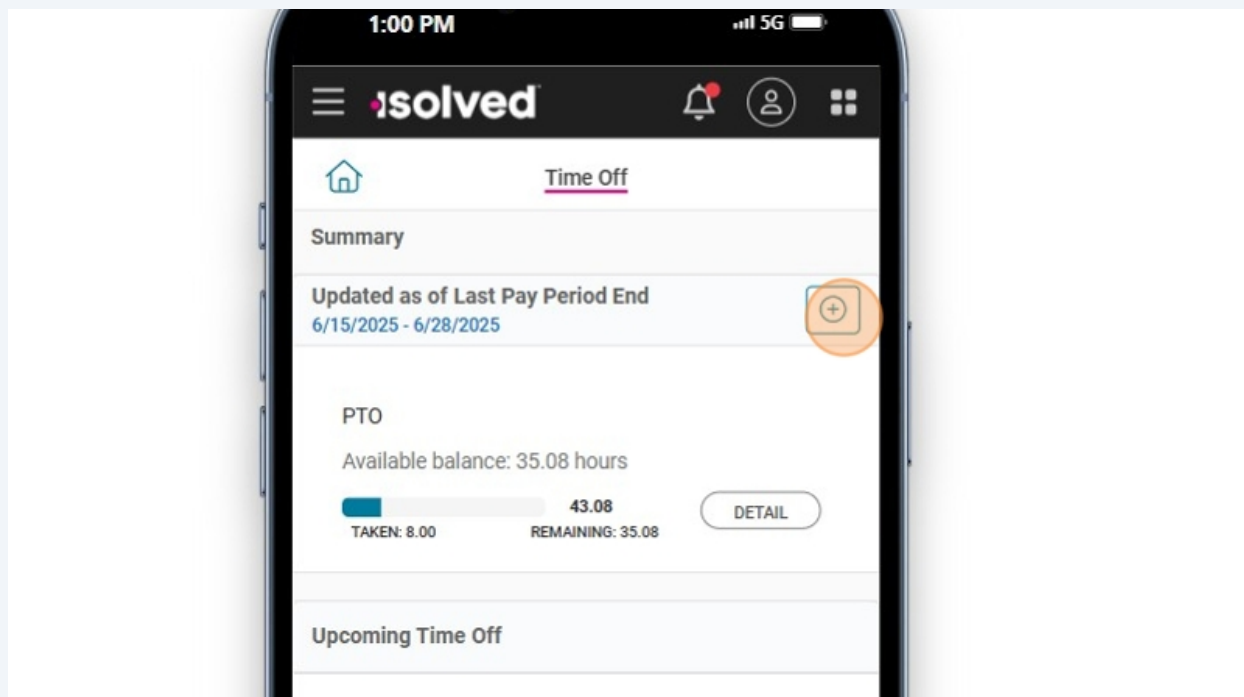 1:00 PM 5G
isolved
Time Off
Summary
Updated as of Last Pay Period End
6/15/2025 - 6/28/2025
PTO
Available balance: 35.08 hours
43.08
TAKEN: 8.00 REMAINING: 35.08
DETAIL
Upcoming Time Off